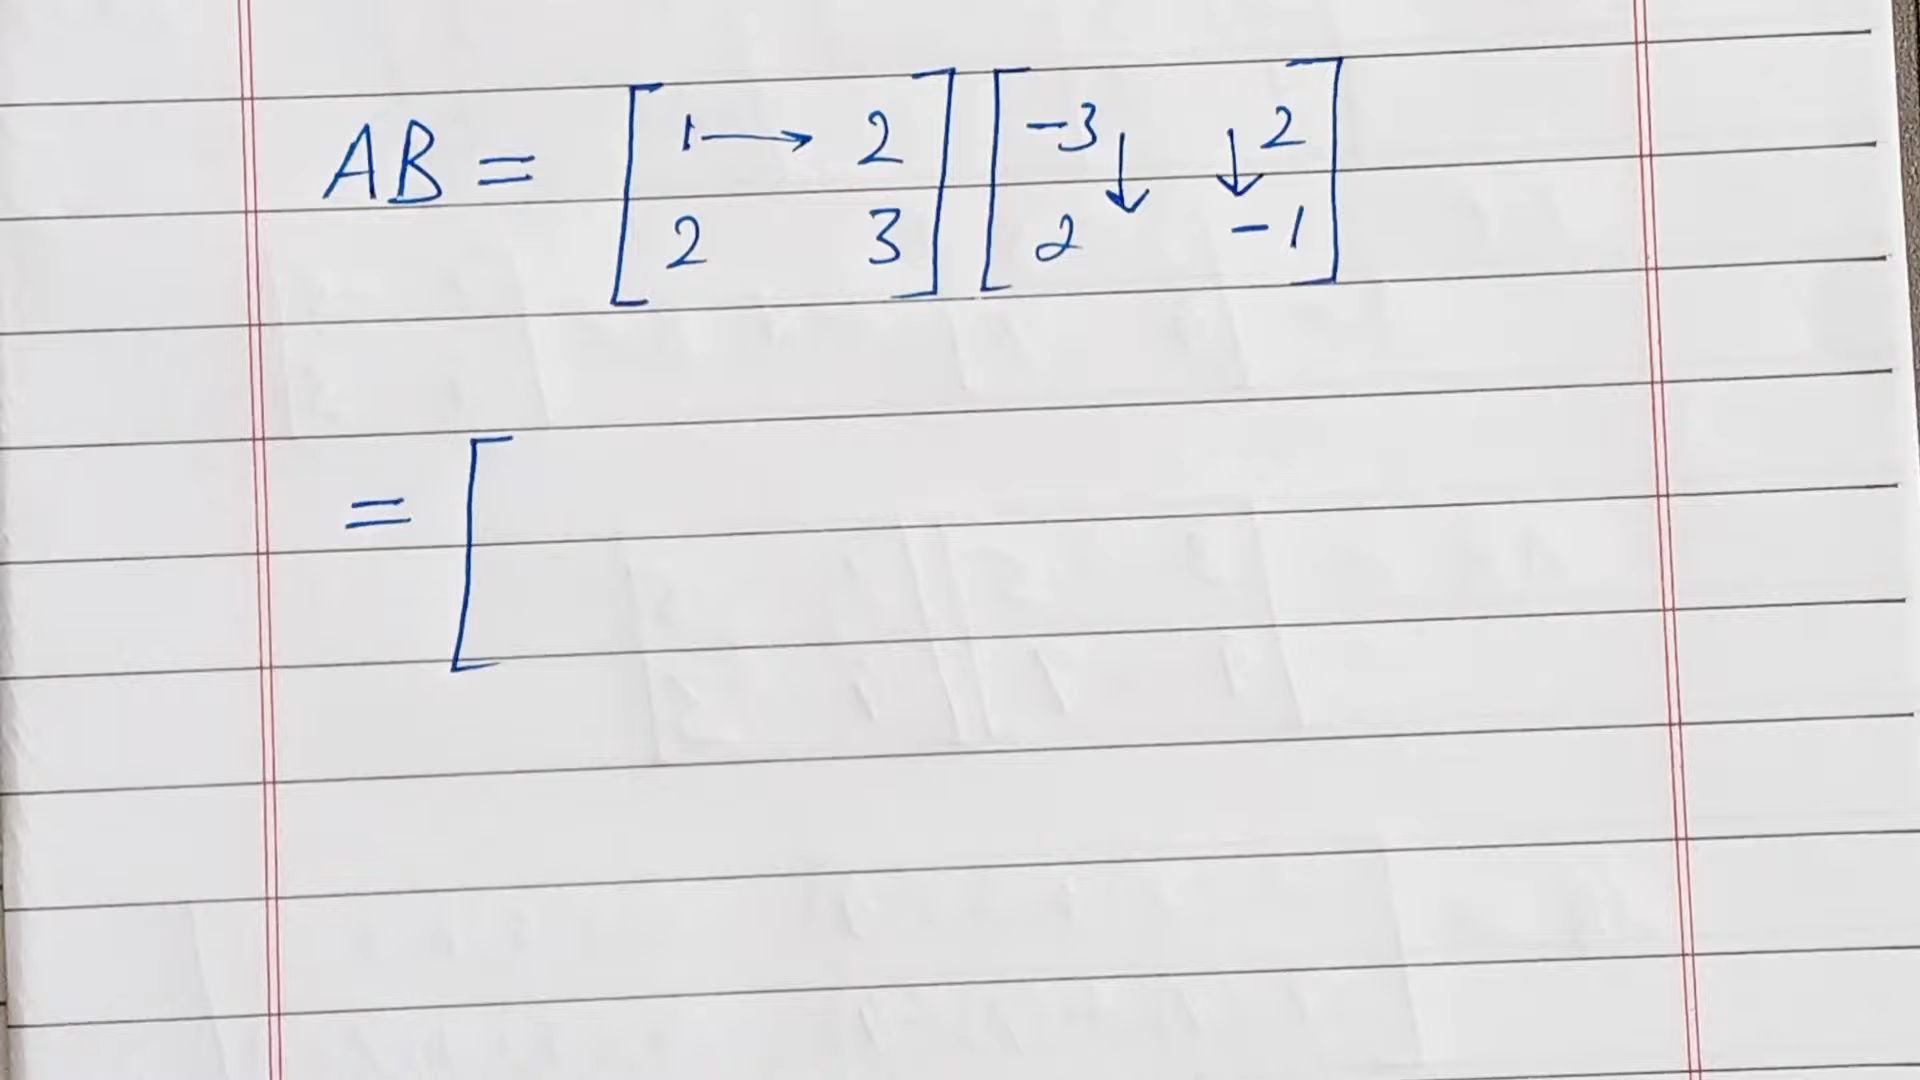 AB = [1 → 2] [-3 ↓ ↓ 2]
[2 3] [2 -1]
= [